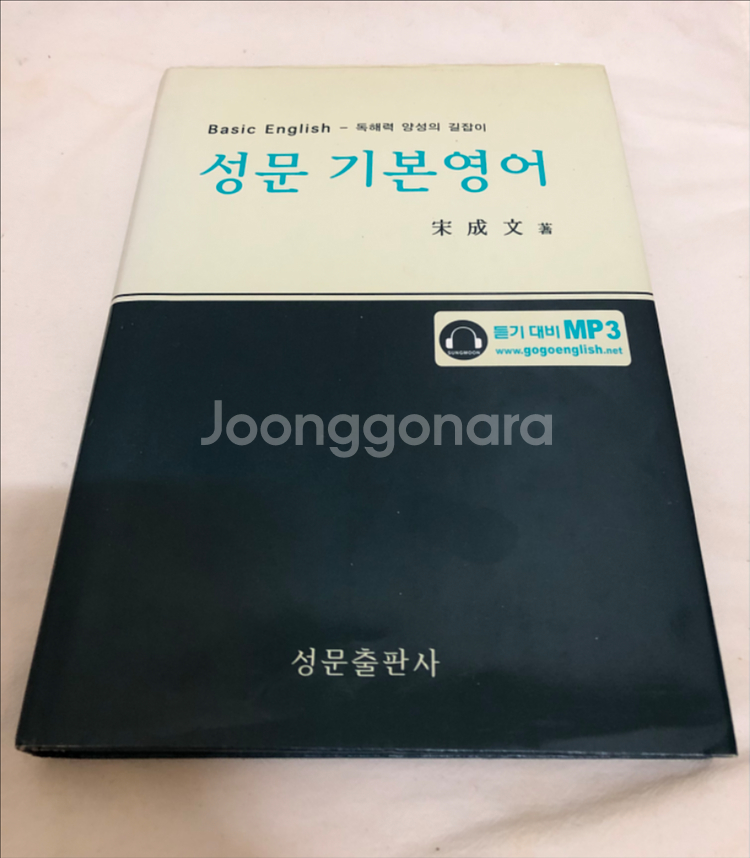 Basic English – 독해력 양성의 길잡이
성문 기본영어
宋成文 著
듣기 대비 MP3
www.gogoenglish.net
SUNGMOON
Joonggonara
성문출판사